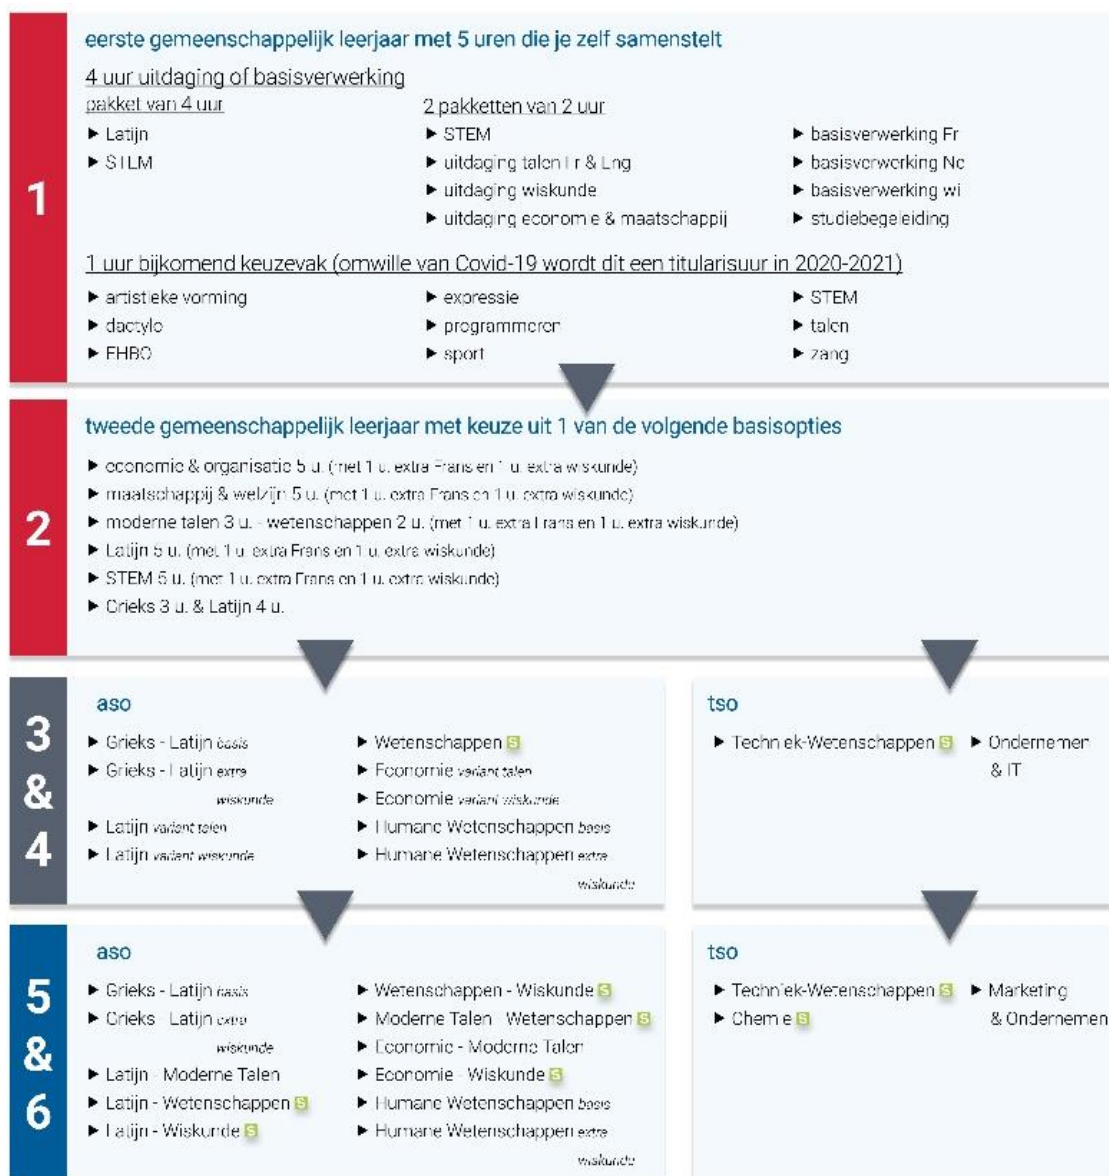 1
eerste gemeenschappelijk leerjaar met 5 uren die je zelf samenstelt
4 uur uitdaging of basisverwerking
pakket van 4 uur
▶ Latijn
▶ STEM
2 pakketten van 2 uur
▶ STEM
▶ uitdaging talen Fr & Eng
▶ uitdaging wiskunde
▶ uitdaging economie & maatschappij
▶ basisverwerking Fr
▶ basisverwerking Ne
▶ basisverwerking wi
▶ studiebegeleiding
1 uur bijkomend keuzevak (omwille van Covid-19 wordt dit een titularisuur in 2020-2021)
▶ artistieke vorming
▶ dactylo
▶ EHBO
▶ expressie
▶ programmeren
▶ sport
▶ STEM
▶ talen
▶ zang
2
tweede gemeenschappelijk leerjaar met keuze uit 1 van de volgende basisopties
▶ economie & organisatie 5 u. (met 1 u. extra Frans en 1 u. extra wiskunde)
▶ maatschappij & welzijn 5 u. (met 1 u. extra Frans en 1 u. extra wiskunde)
▶ moderne talen 3 u. - wetenschappen 2 u. (met 1 u. extra Frans en 1 u. extra wiskunde)
▶ Latijn 5 u. (met 1 u. extra Frans en 1 u. extra wiskunde)
▶ STEM 5 u. (met 1 u. extra Frans en 1 u. extra wiskunde)
▶ Grieks 3 u. & Latijn 4 u.
3
&
4
aso
▶ Grieks - Latijn basis
▶ Grieks - Latijn extra
wiskunde
▶ Latijn variant talen
▶ Latijn variant wiskunde
▶ Wetenschappen S
▶ Economie variant talen
▶ Economie variant wiskunde
▶ Humane Wetenschappen basis
▶ Humane Wetenschappen extra
wiskunde
tso
▶ Techniek-Wetenschappen S
▶ Ondernemen
& IT
5
&
6
aso
▶ Grieks - Latijn basis
▶ Grieks - Latijn extra
wiskunde
▶ Latijn - Moderne Talen
▶ Latijn - Wetenschappen S
▶ Latijn - Wiskunde S
▶ Wetenschappen - Wiskunde S
▶ Moderne Talen - Wetenschappen S
▶ Economie - Moderne Talen
▶ Economie - Wiskunde S
▶ Humane Wetenschappen basis
▶ Humane Wetenschappen extra
wiskunde
tso
▶ Techniek-Wetenschappen S
▶ Chemie S
▶ Marketing
& Ondernemen